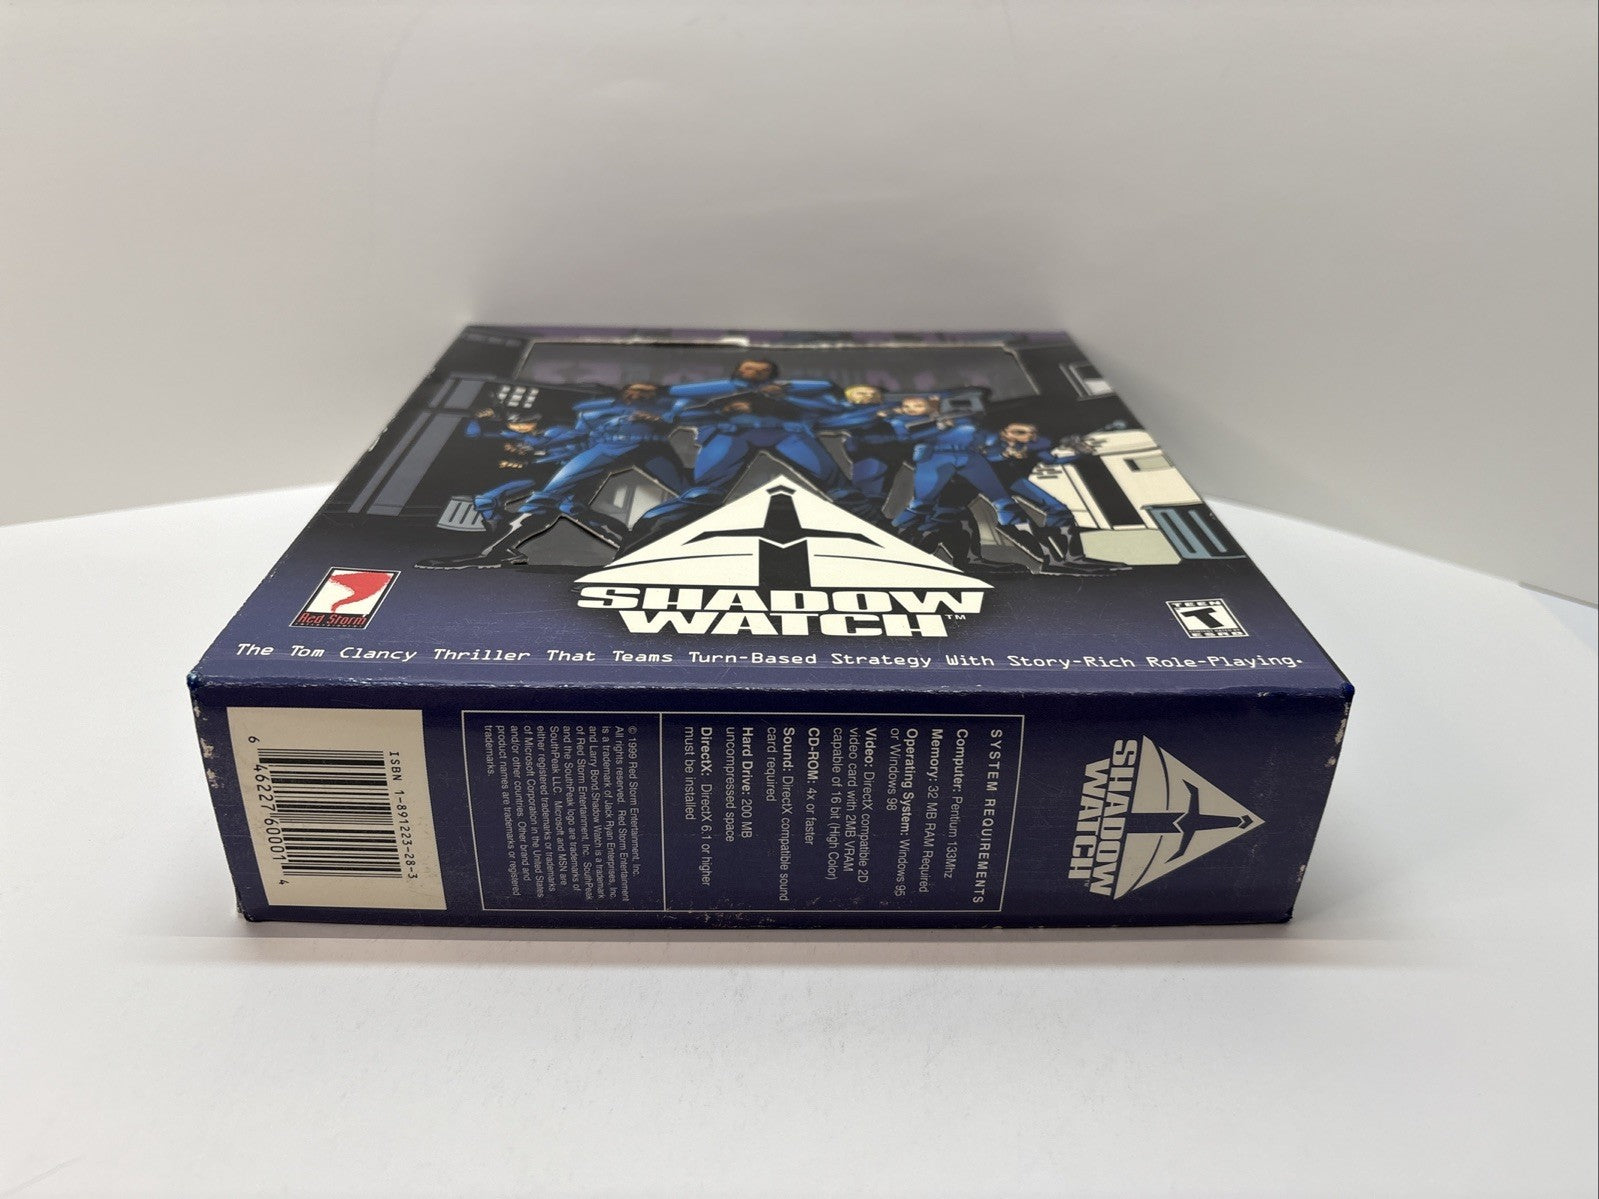 Red Storm
SHADOW
WATCH™
TEEN
T
ESRB
The Tom Clancy Thriller That Teams Turn-Based Strategy With Story-Rich Role-Playing.
ISBN 1-891223-28-3
6 46227 60001 4
© 1999 Red Storm Entertainment, Inc.
All rights reserved. Red Storm Entertainment
is a trademark of Jack Ryan Enterprises, Inc.
and Larry Bond Shadow Watch is a trademark
of Red Storm Entertainment, Inc. SouthPeak
and the SouthPeak logo are trademarks of
SouthPeak LLC. Microsoft and MSN are
either registered trademarks or trademarks
of Microsoft Corporation in the United States
and/or other countries. Other brand and
product names are trademarks or registered
trademarks.
SYSTEM REQUIREMENTS
Computer: Pentium 133Mhz
Memory: 32 MB RAM Required
Operating System: Windows 95
or Windows 98
Video: DirectX compatible 2D
video card with 2MB VRAM
capable of 16 bit (High Color)
CD-ROM: 4x or faster
Sound: DirectX compatible sound
card required
Hard Drive: 200 MB
uncompressed space
DirectX: DirectX 6.1 or higher
must be installed
SHADOW
WATCH™